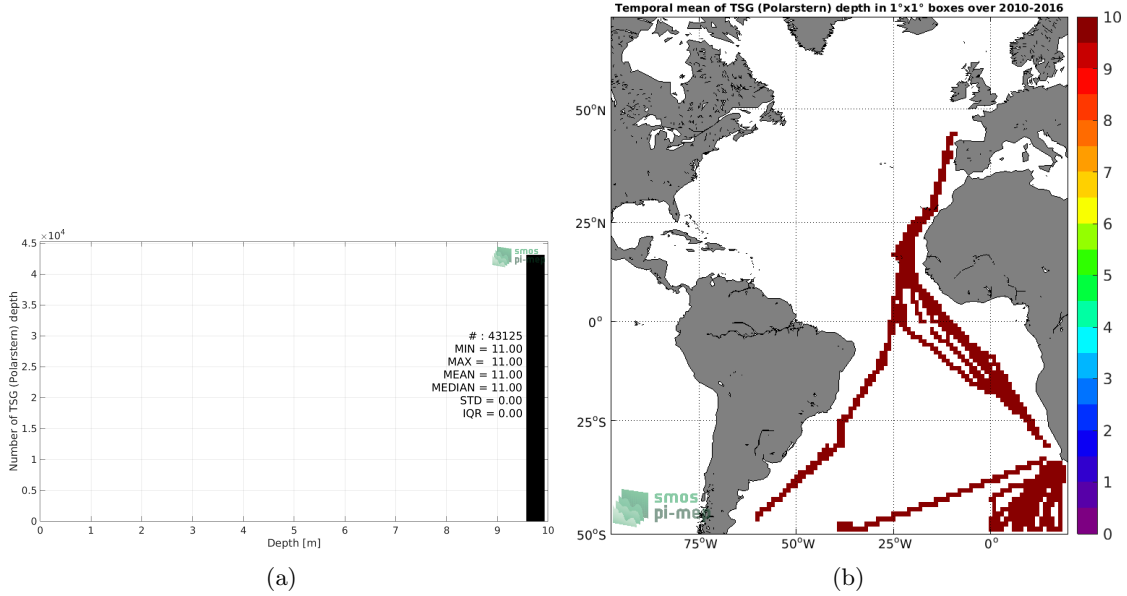 ×10⁴
4.5
4
3.5
3
2.5
2
1.5
1
0.5
0
Number of TSG (Polarstern) depth
smos
# : 43125
MIN = 11.00
MAX = 11.00
MEAN = 11.00
MEDIAN = 11.00
STD = 0.00
IQR = 0.00
0 1 2 3 4 5 6 7 8 9 10
Depth [m]
(a)
Temporal mean of TSG (Polarstern) depth in 1°x1° boxes over 2010-2016
50°N
25°N
0°
25°S
50°S
75°W 50°W 25°W 0°
smos
10
9
8
7
6
5
4
3
2
1
0
(b)